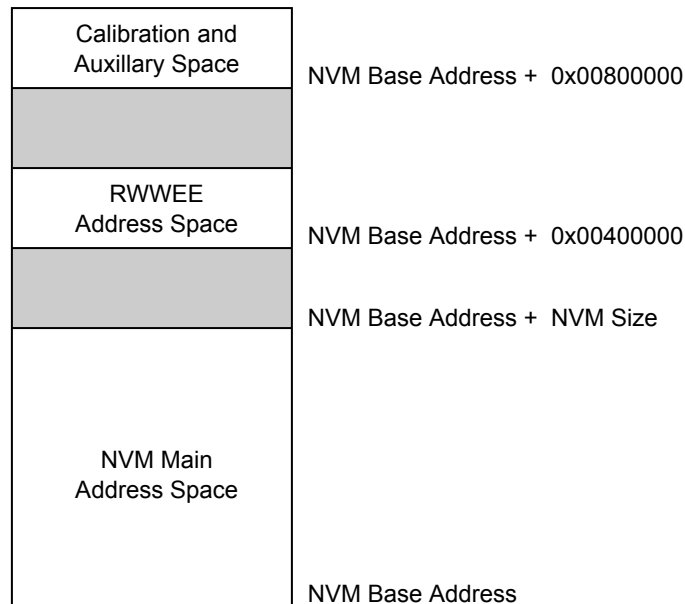 Calibration and
Auxillary Space
NVM Base Address + 0x00800000
RWWEE
Address Space
NVM Base Address + 0x00400000
NVM Base Address + NVM Size
NVM Main
Address Space
NVM Base Address